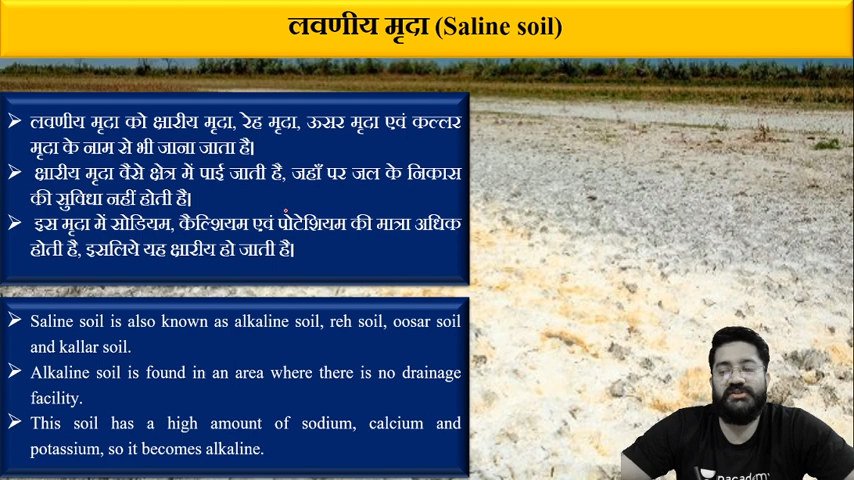 लवणीय मृदा (Saline soil)
➢ लवणीय मृदा को क्षारीय मृदा, रेह मृदा, ऊसर मृदा एवं कल्लर
मृदा के नाम से भी जाना जाता है।
➢ क्षारीय मृदा वैसे क्षेत्र में पाई जाती है, जहाँ पर जल के निकास
की सुविधा नहीं होती है।
➢ इस मृदा में सोडियम, कैल्शियम एवं पोटेशियम की मात्रा अधिक
होती है, इसलिये यह क्षारीय हो जाती है।
➢ Saline soil is also known as alkaline soil, reh soil, oosar soil
and kallar soil.
➢ Alkaline soil is found in an area where there is no drainage
facility.
➢ This soil has a high amount of sodium, calcium and
potassium, so it becomes alkaline.